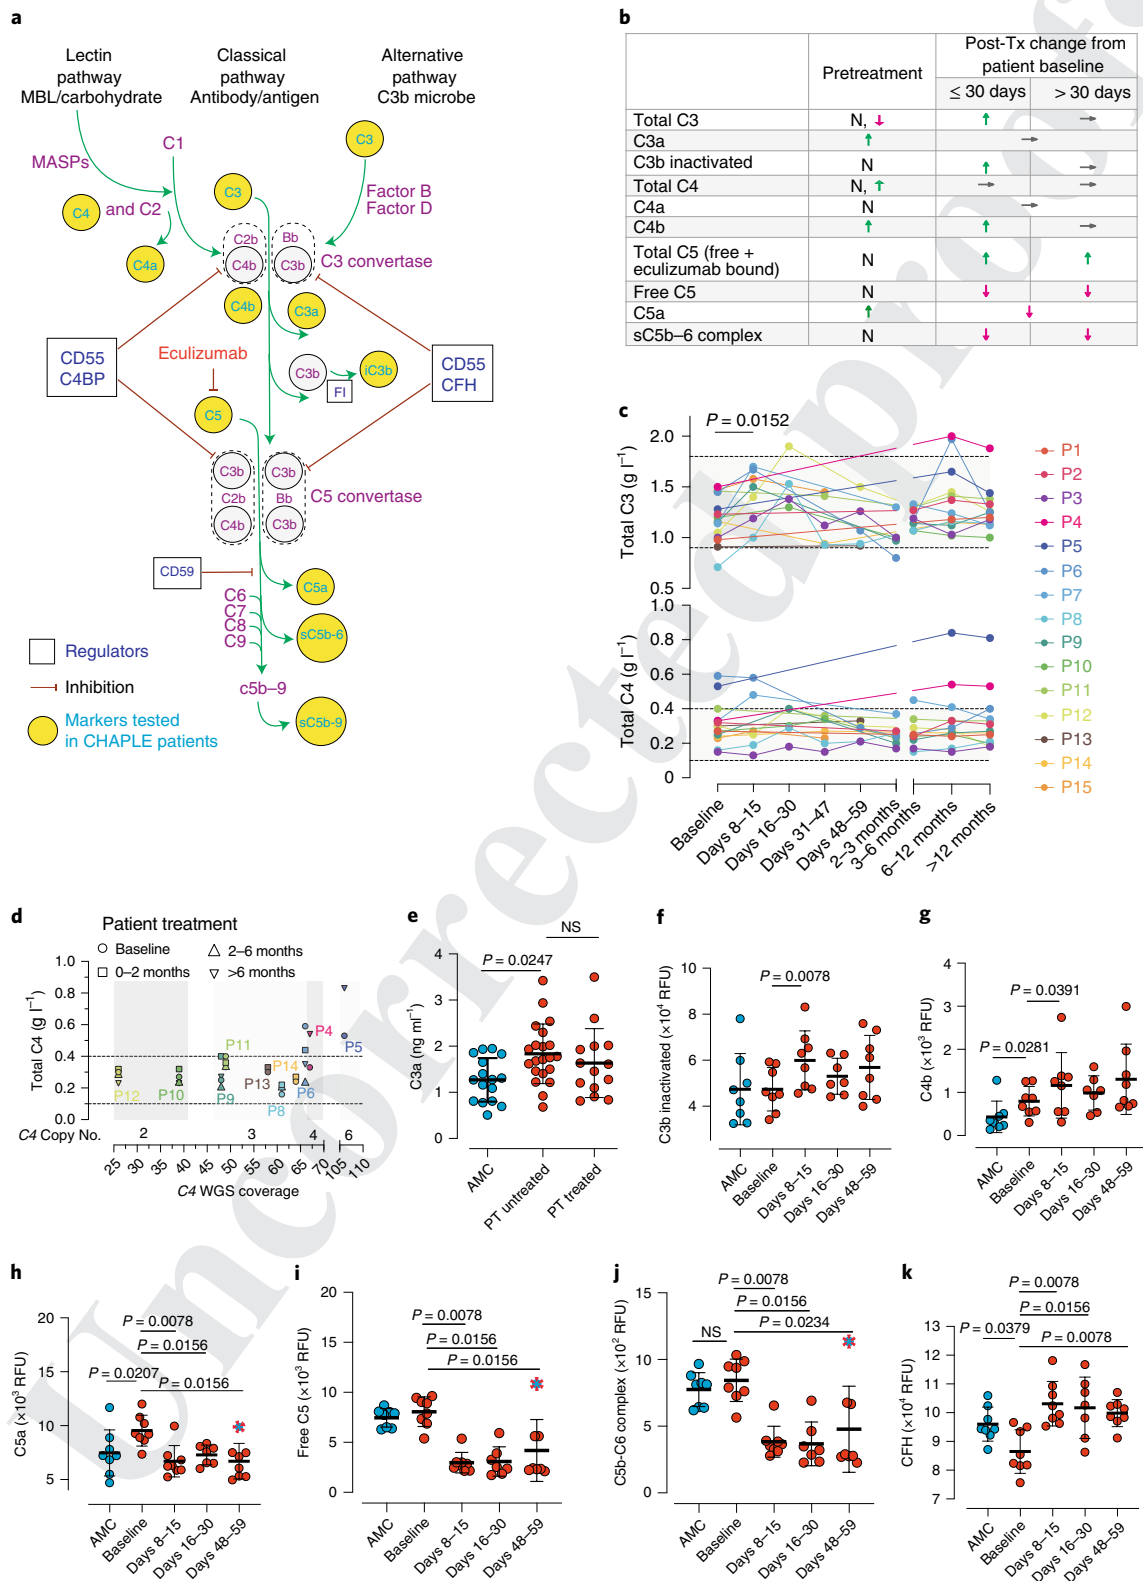 a
Lectin
pathway
MBL/carbohydrate
Classical
pathway
Antibody/antigen
Alternative
pathway
C3b microbe
C1
C3
MASPs
C3
Factor B
Factor D
C4
and C2
C2b
Bb
C4a
C4b
C3b
C3 convertase
C4b
C3a
CD55
C4BP
Eculizumab
C3b
iC3b
FI
CD55
CFH
C5
C3b
C3b
C2b
Bb
C5 convertase
C4b
C3b
CD59
C5a
C6
C7
C8
C9
sC5b-6
Regulators
Inhibition
Markers tested
in CHAPLE patients
c5b–9
sC5b-9
b
Pretreatment
Post-Tx change from
patient baseline
≤ 30 days
> 30 days
Total C3 N, ↓ ↑ →
C3a ↑ →
C3b inactivated N ↑ →
Total C4 N, ↑ → →
C4a N →
C4b ↑ ↑ →
Total C5 (free +
eculizumab bound) N ↑ ↑
Free C5 N ↓ ↓
C5a ↑ ↓
sC5b–6 complex N ↓ ↓
c
P = 0.0152
Total C3 (g l⁻¹)
2.0
1.5
1.0
0.5
Total C4 (g l⁻¹)
1.0
0.8
0.6
0.4
0.2
0
Baseline
Days 8–15
Days 16–30
Days 31–47
Days 48–59
2–3 months
3–6 months
6–12 months
>12 months
P1
P2
P3
P4
P5
P6
P7
P8
P9
P10
P11
P12
P13
P14
P15
d
Patient treatment
Baseline
0–2 months
2–6 months
>6 months
Total C4 (g l⁻¹)
1.0
0.8
0.6
0.4
0.2
0.0
P12
P10
P11
P9
P13
P14
P8
P6
P4
P5
C4 Copy No. 2 3 4 6
25 30 35 40 45 50 55 60 65 70 105 110
C4 WGS coverage
e
NS
P = 0.0247
C3a (ng ml⁻¹)
4
3
2
1
0
AMC
PT untreated
PT treated
f
P = 0.0078
C3b inactivated (×10⁴ RFU)
10
8
6
4
AMC
Baseline
Days 8–15
Days 16–30
Days 48–59
g
P = 0.0391
P = 0.0281
C4b (×10³ RFU)
4
3
2
1
0
AMC
Baseline
Days 8–15
Days 16–30
Days 48–59
h
P = 0.0078
P = 0.0156
P = 0.0207
P = 0.0156
C5a (×10³ RFU)
20
15
10
5
AMC
Baseline
Days 8–15
Days 16–30
Days 48–59
i
P = 0.0078
P = 0.0156
P = 0.0156
Free C5 (×10³ RFU)
20
15
10
5
0
AMC
Baseline
Days 8–15
Days 16–30
Days 48–59
j
P = 0.0078
P = 0.0156
P = 0.0234
NS
C5b-C6 complex (×10² RFU)
15
10
5
0
AMC
Baseline
Days 8–15
Days 16–30
Days 48–59
k
P = 0.0078
P = 0.0156
P = 0.0379
P = 0.0078
CFH (×10⁴ RFU)
13
12
11
10
9
8
7
AMC
Baseline
Days 8–15
Days 16–30
Days 48–59
Uncorrected proof